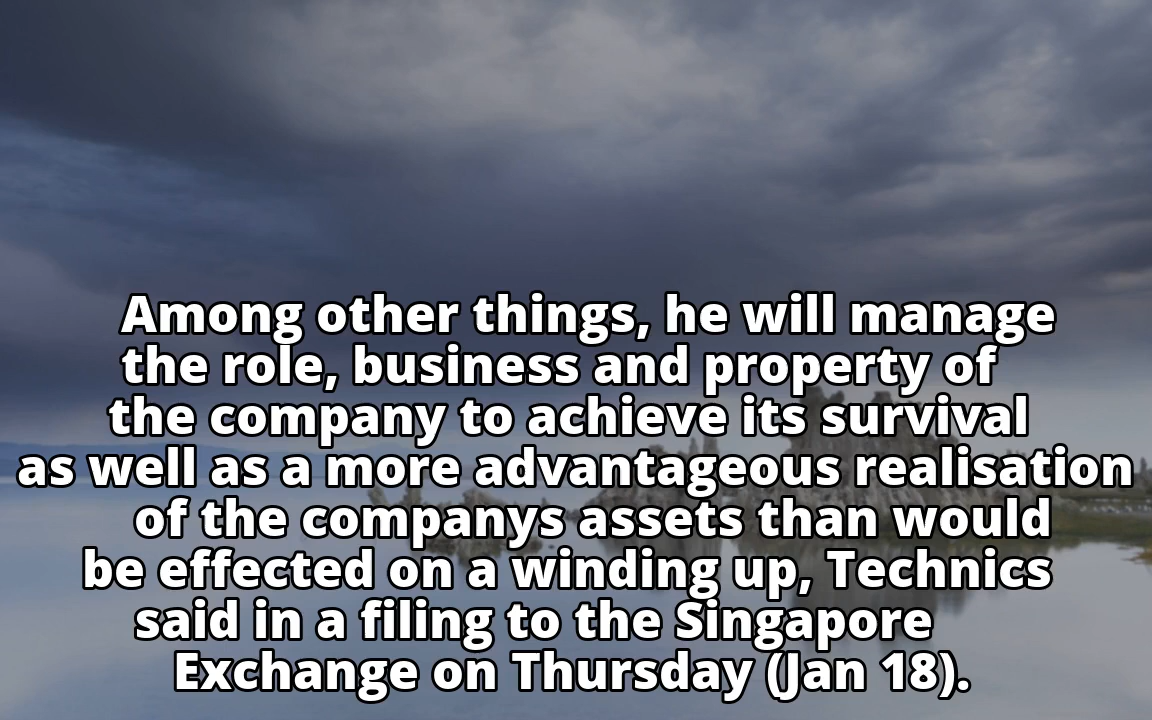 Among other things, he will manage
the role, business and property of
the company to achieve its survival
as well as a more advantageous realisation
of the companys assets than would
be effected on a winding up, Technics
said in a filing to the Singapore
Exchange on Thursday (Jan 18).